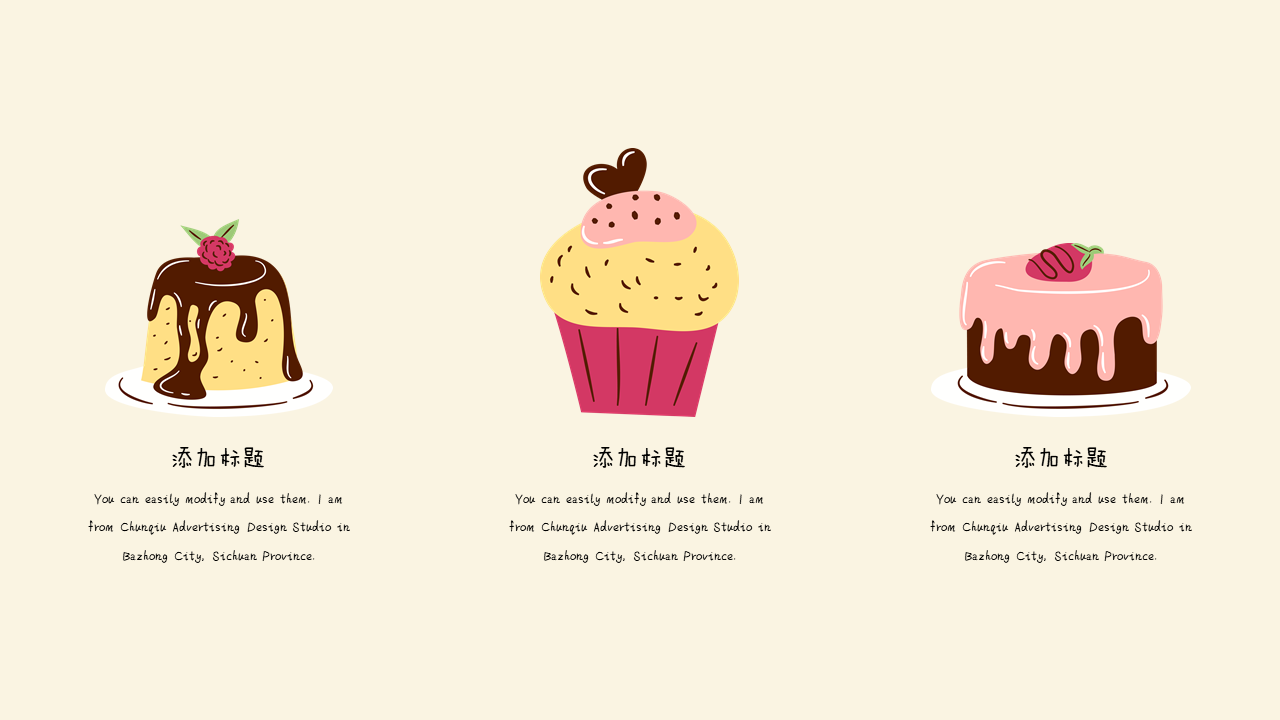 添加标题
You can easily modify and use them. I am
from Chunqiu Advertising Design Studio in
Bazhong City, Sichuan Province.
添加标题
You can easily modify and use them. I am
from Chunqiu Advertising Design Studio in
Bazhong City, Sichuan Province.
添加标题
You can easily modify and use them. I am
from Chunqiu Advertising Design Studio in
Bazhong City, Sichuan Province.